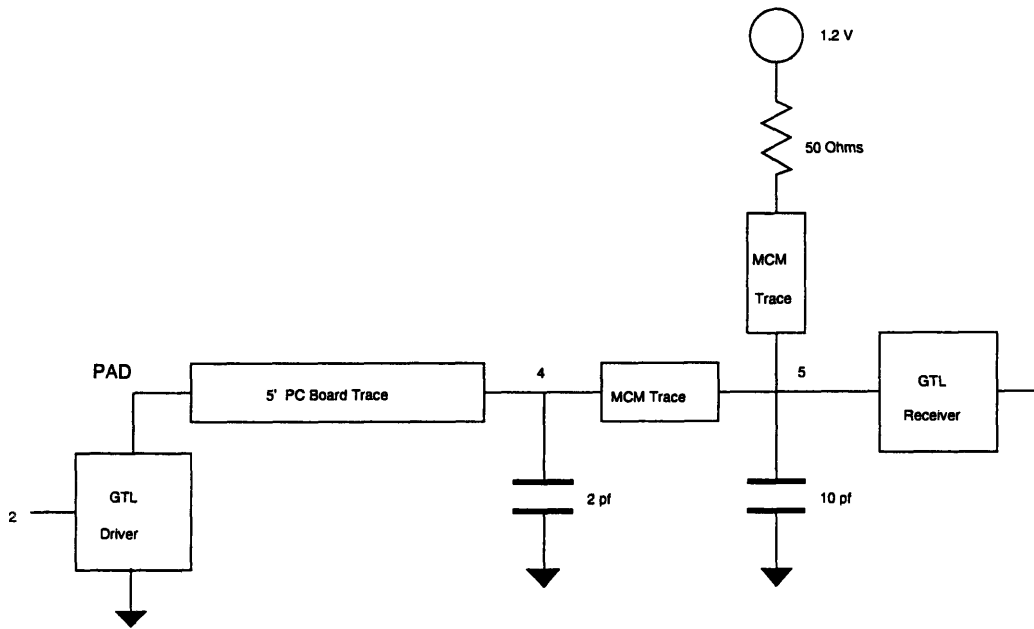 1.2 V
50 Ohms
MCM
Trace
PAD
5' PC Board Trace
4
MCM Trace
5
GTL
Receiver
2
GTL
Driver
2 pf
10 pf